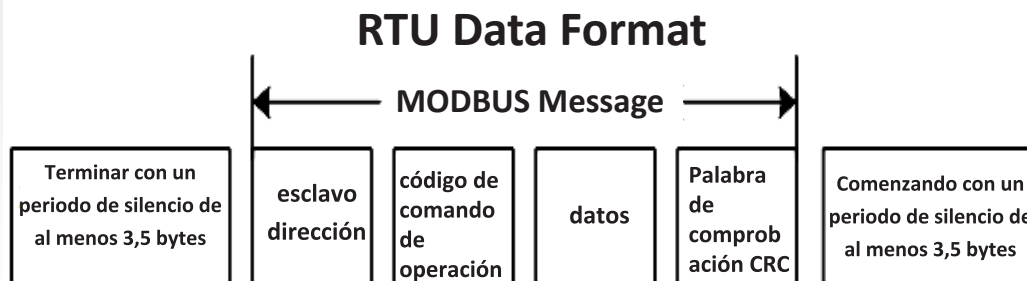 RTU Data Format
MODBUS Message
Terminar con un
periodo de silencio de
al menos 3,5 bytes
esclavo
dirección
código de
comando
de
operación
datos
Palabra
de
comprob
ación CRC
Comenzando con un
periodo de silencio de
al menos 3,5 bytes